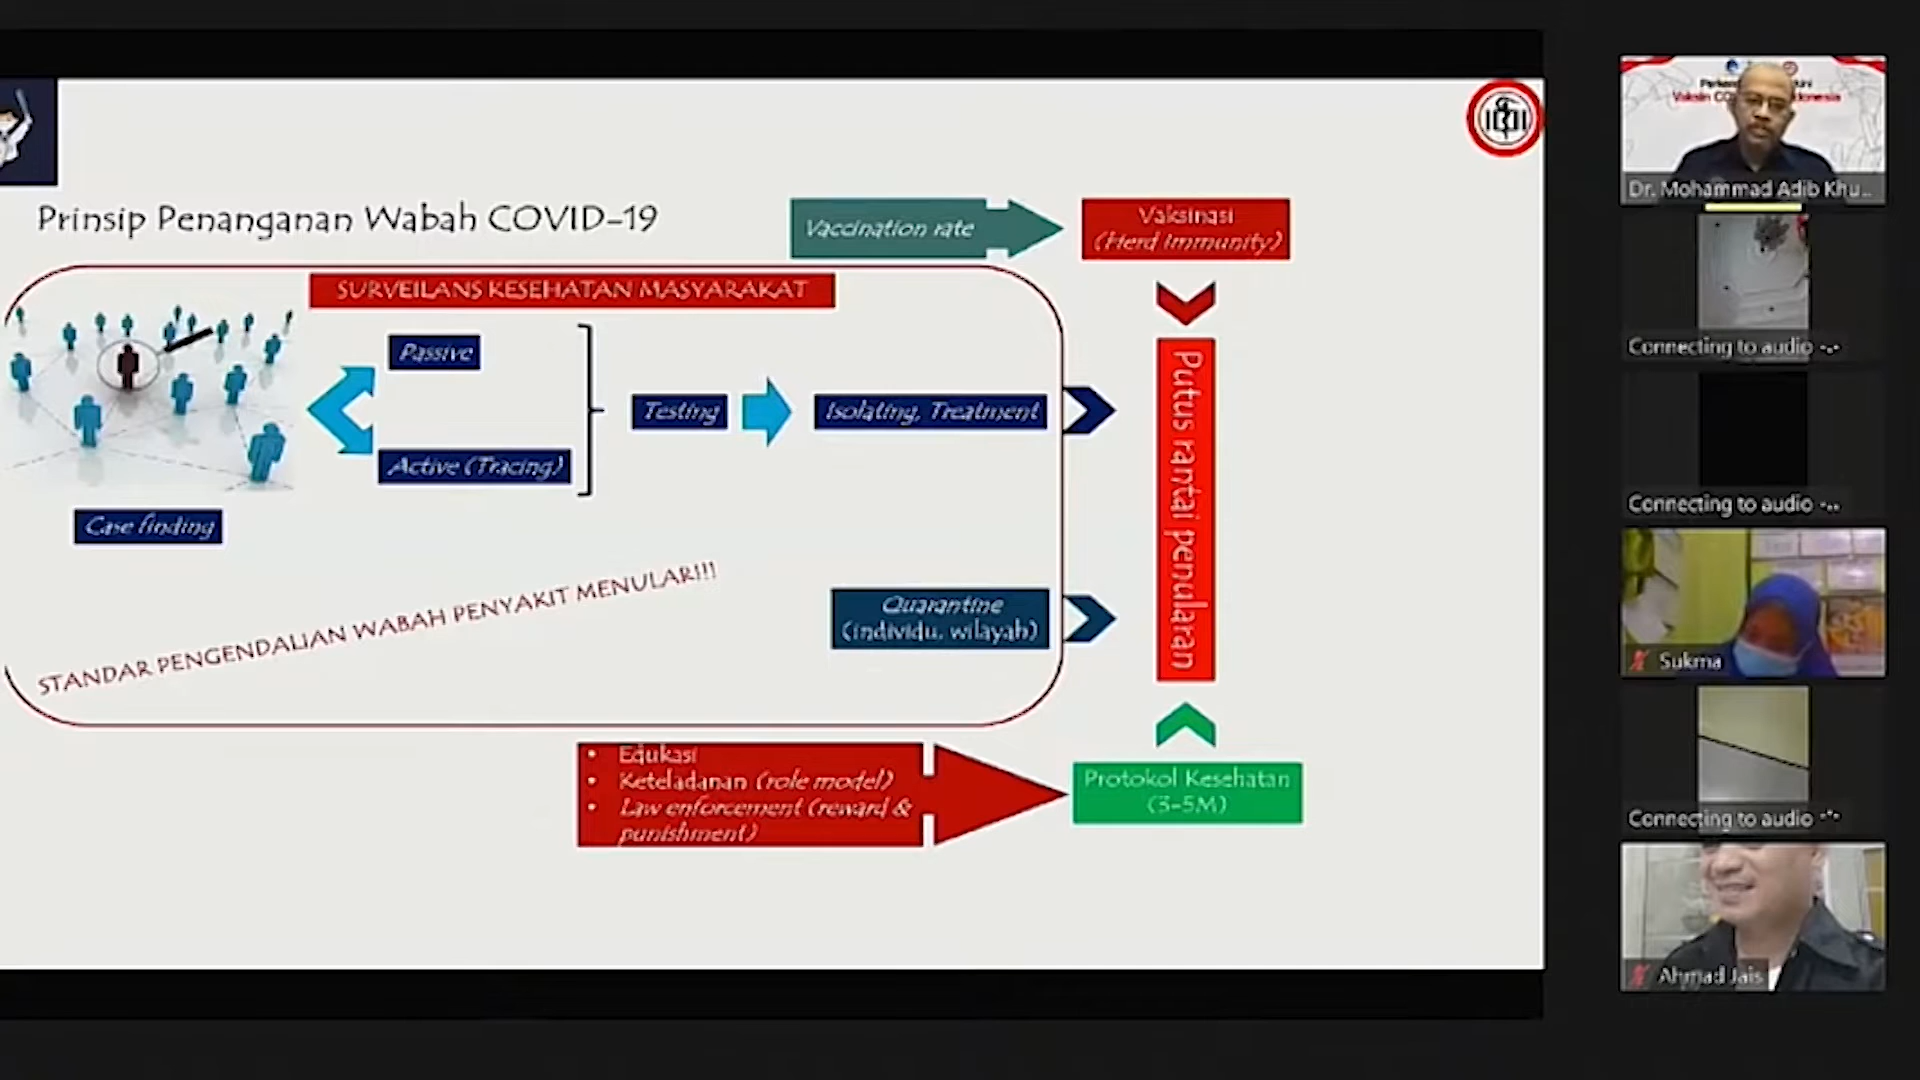 Prinsip Penanganan Wabah COVID-19
Vaccination rate
Vaksinasi
(Herd immunity)
SURVEILANS KESEHATAN MASYARAKAT
Passive
Testing
Isolating, Treatment
Active (Tracing)
Case finding
Putus rantai penularan
STANDAR PENGENDALIAN WABAH PENYAKIT MENULAR!!!
Quarantine
(individu, wilayah)
• Edukasi
• Keteladanan (role model)
• Law enforcement (reward &
punishment)
Protokol Kesehatan
(3-5M)
Dr. Mohammad Adib Khu...
Connecting to audio
Connecting to audio
Sukma
Connecting to audio
Ahmad Jais